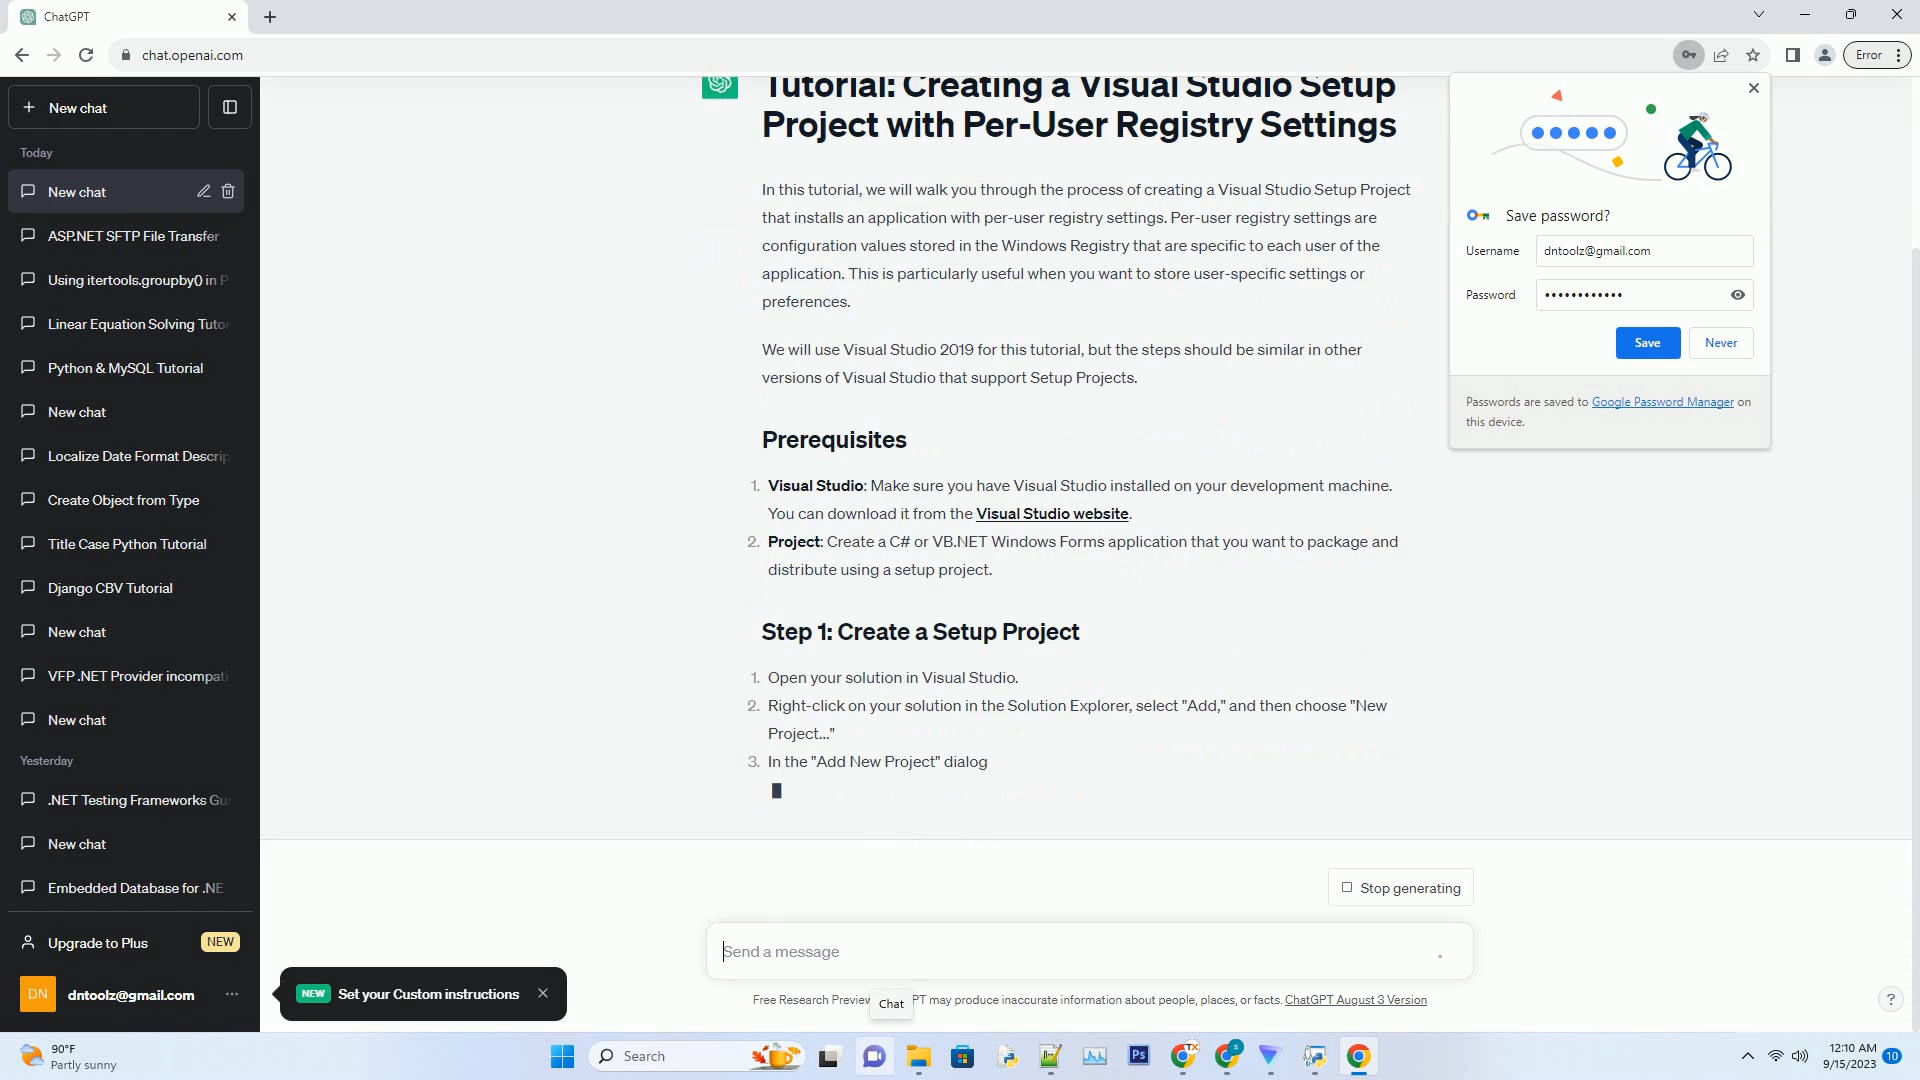 ChatGPT
chat.openai.com
Error
New chat
Today
New chat
ASP.NET SFTP File Transfer
Using itertools.groupby() in P
Linear Equation Solving Tutor
Python & MySQL Tutorial
New chat
Localize Date Format Descrip
Create Object from Type
Title Case Python Tutorial
Django CBV Tutorial
New chat
VFP .NET Provider incompati
New chat
Yesterday
.NET Testing Frameworks Gu
New chat
Embedded Database for .NE
Upgrade to Plus NEW
DN dntoolz@gmail.com
Tutorial: Creating a Visual Studio Setup
Project with Per-User Registry Settings
In this tutorial, we will walk you through the process of creating a Visual Studio Setup Project
that installs an application with per-user registry settings. Per-user registry settings are
configuration values stored in the Windows Registry that are specific to each user of the
application. This is particularly useful when you want to store user-specific settings or
preferences.
We will use Visual Studio 2019 for this tutorial, but the steps should be similar in other
versions of Visual Studio that support Setup Projects.
Prerequisites
1. Visual Studio: Make sure you have Visual Studio installed on your development machine.
You can download it from the Visual Studio website.
2. Project: Create a C# or VB.NET Windows Forms application that you want to package and
distribute using a setup project.
Step 1: Create a Setup Project
1. Open your solution in Visual Studio.
2. Right-click on your solution in the Solution Explorer, select "Add," and then choose "New
Project..."
3. In the "Add New Project" dialog
Save password?
Username dntoolz@gmail.com
Password ••••••••••••
Save Never
Passwords are saved to Google Password Manager on
this device.
Stop generating
Send a message
NEW Set your Custom instructions
Free Research Preview PT may produce inaccurate information about people, places, or facts. ChatGPT August 3 Version
Chat
?
90°F
Partly sunny
Search
Ps
TX
S
12:10 AM
9/15/2023
10